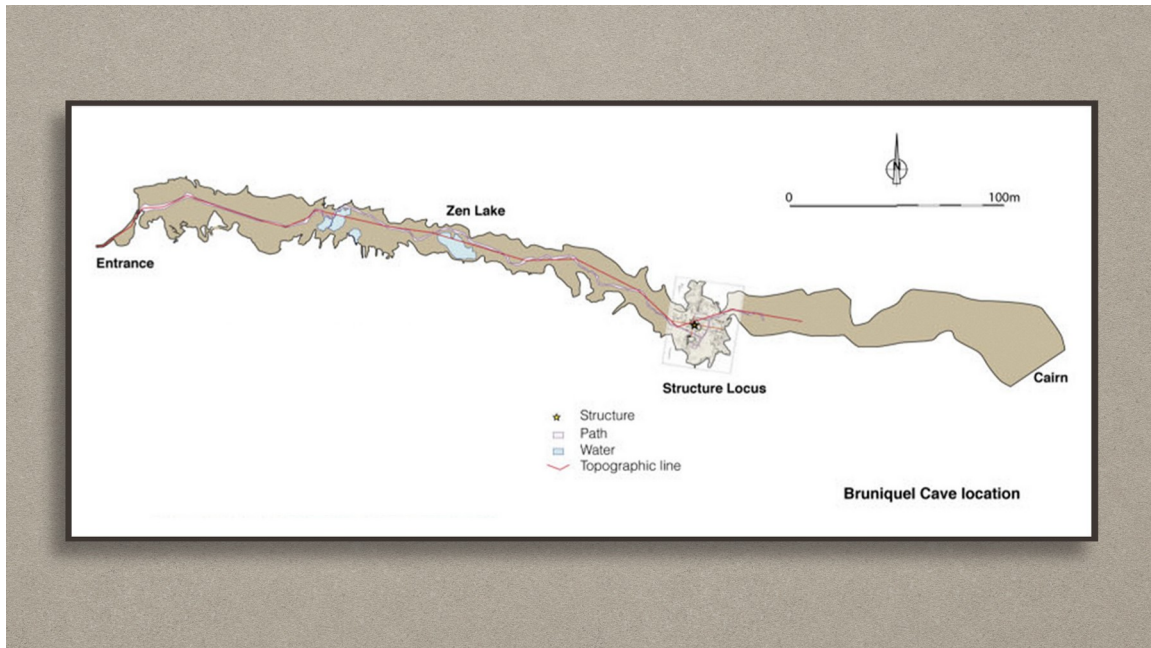 N
0 100m
Zen Lake
Entrance
Structure Locus
Cairn
Structure
Path
Water
Topographic line
Bruniquel Cave location